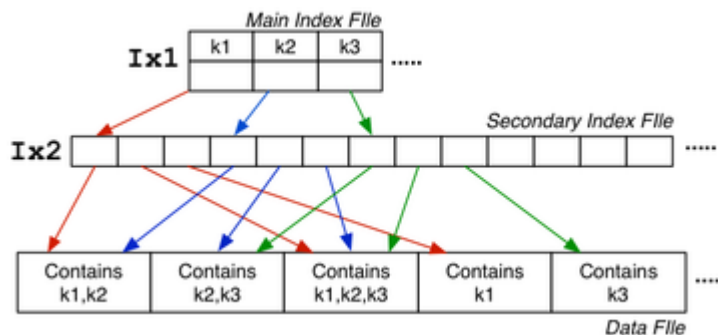 Main Index FIle
Ix1 k1 k2 k3 .....
Secondary Index FIle
Ix2 .....
Contains k1,k2
Contains k2,k3
Contains k1,k2,k3
Contains k1
Contains k3
....
Data FIle